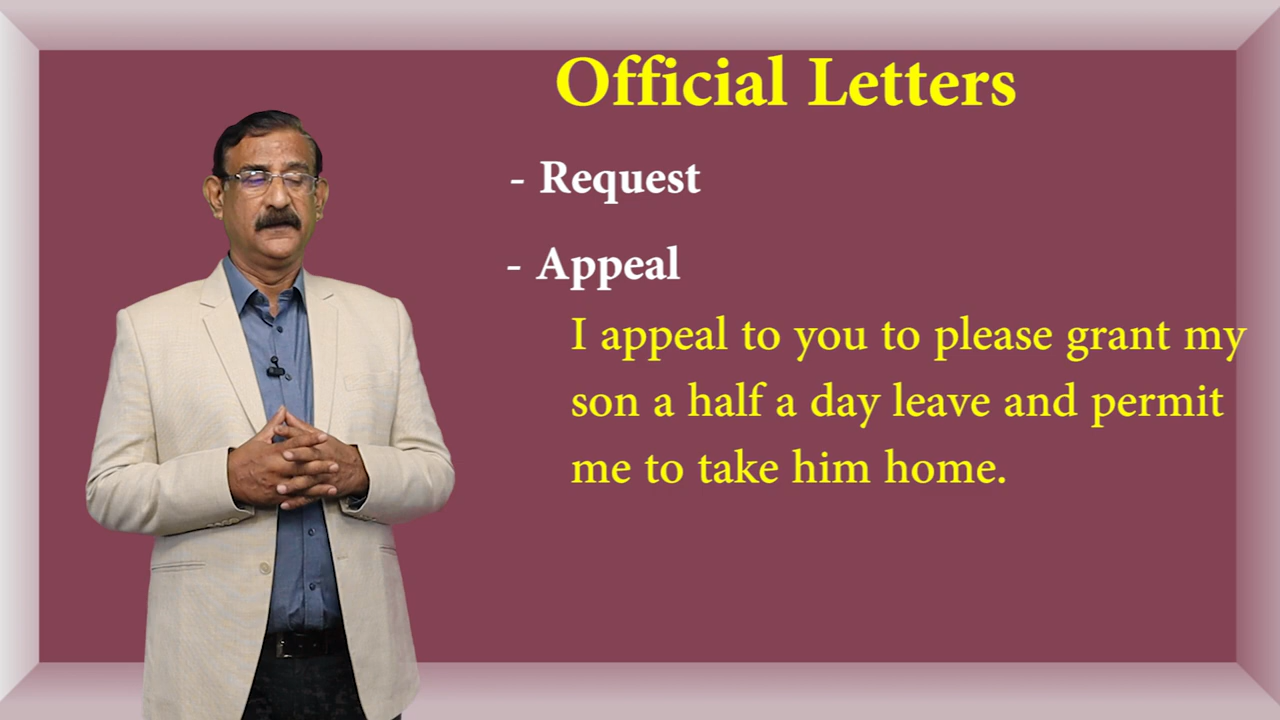 Official Letters
- Request
- Appeal
I appeal to you to please grant my
son a half a day leave and permit
me to take him home.